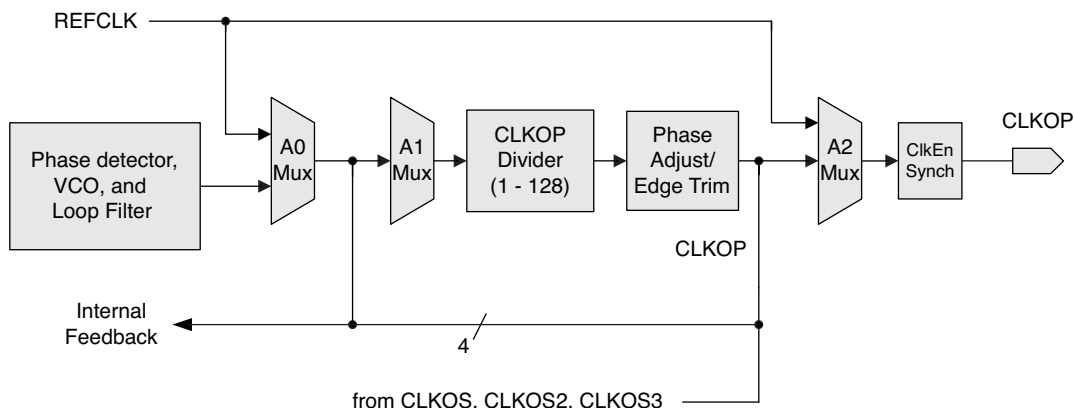 REFCLK
Phase detector,
VCO, and
Loop Filter
A0
Mux
A1
Mux
CLKOP
Divider
(1 - 128)
Phase
Adjust/
Edge Trim
A2
Mux
ClkEn
Synch
CLKOP
CLKOP
Internal
Feedback
4
from CLKOS, CLKOS2, CLKOS3